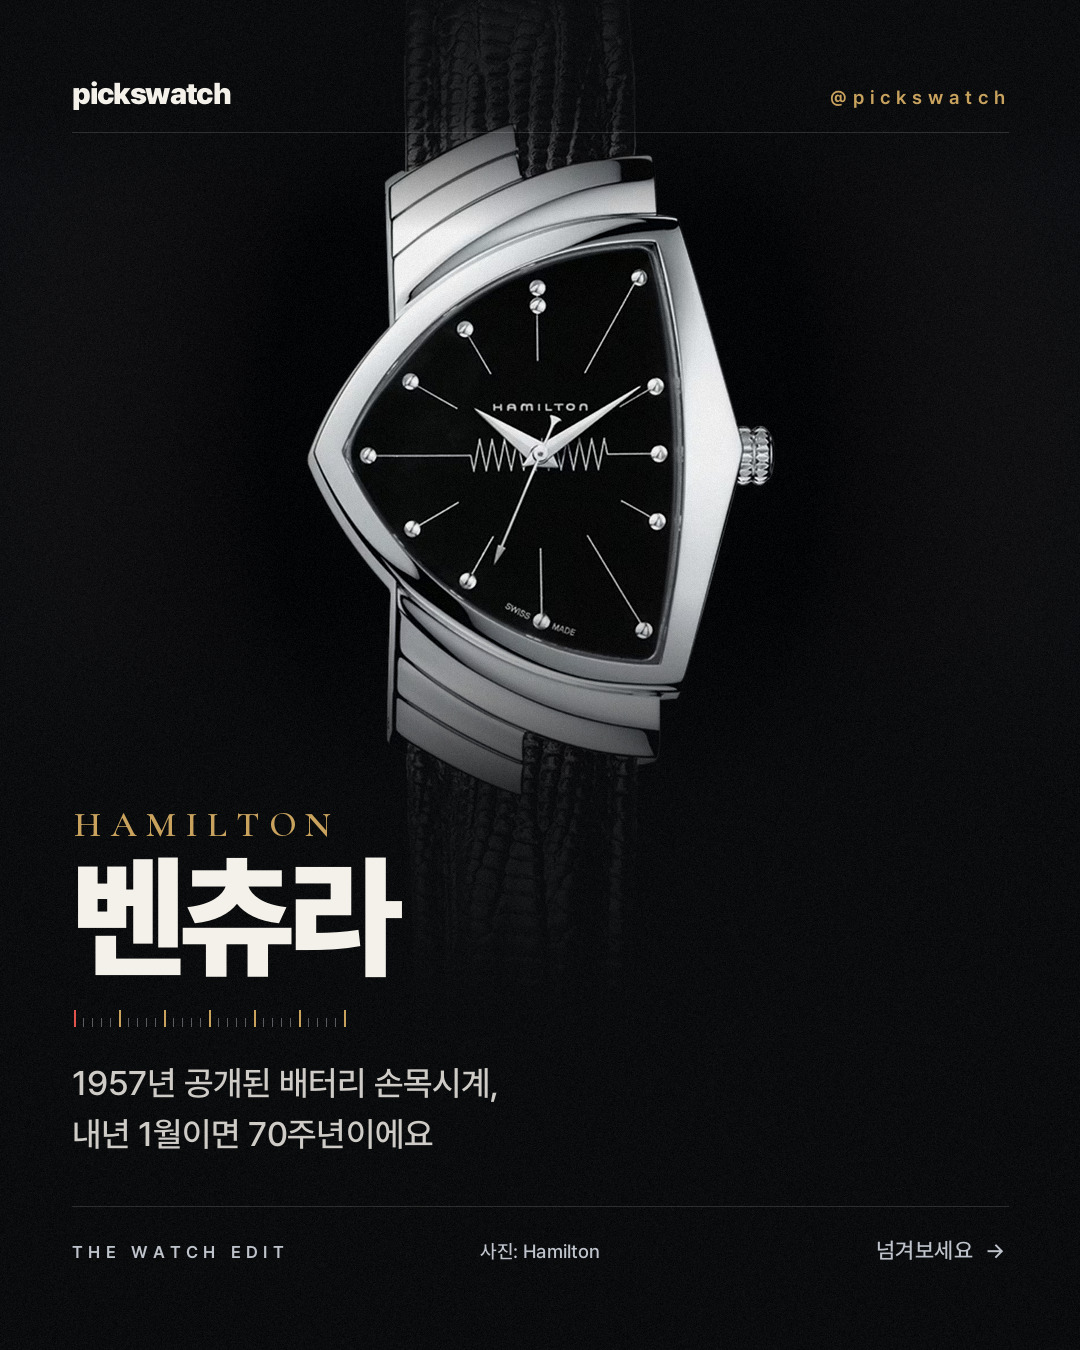 pickswatch
@pickswatch
HAMILTON
SWISS MADE
HAMILTON
벤츄라
1957년 공개된 배터리 손목시계,
내년 1월이면 70주년이에요
THE WATCH EDIT
사진: Hamilton
넘겨보세요 →